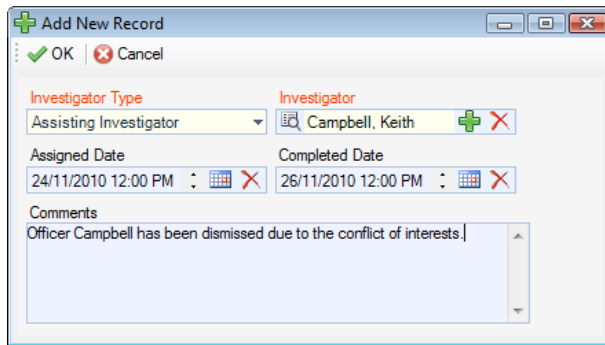 Add New Record
OK Cancel
Investigator Type Investigator
Assisting Investigator Campbell, Keith
Assigned Date Completed Date
24/11/2010 12:00 PM 26/11/2010 12:00 PM
Comments
Officer Campbell has been dismissed due to the conflict of interests.